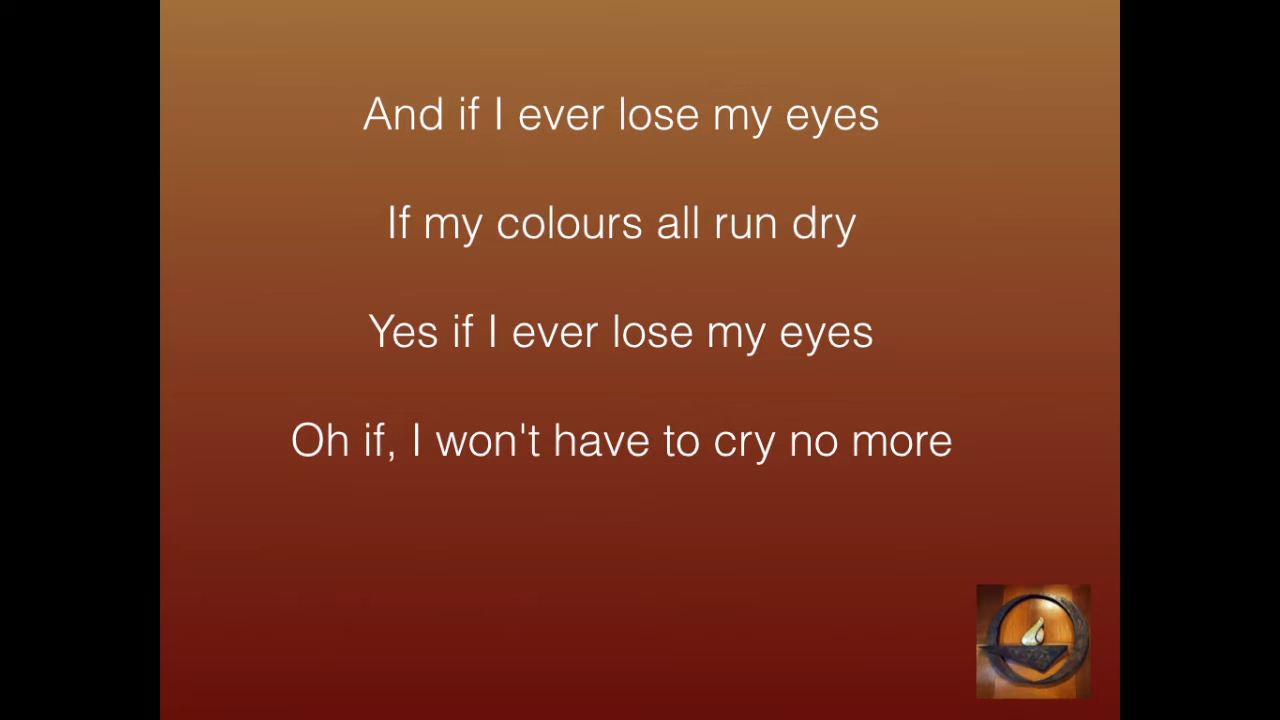 And if I ever lose my eyes
If my colours all run dry
Yes if I ever lose my eyes
Oh if, I won't have to cry no more